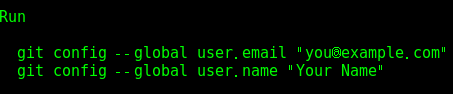 Run
git config --global user.email "you@example.com"
git config --global user.name "Your Name"